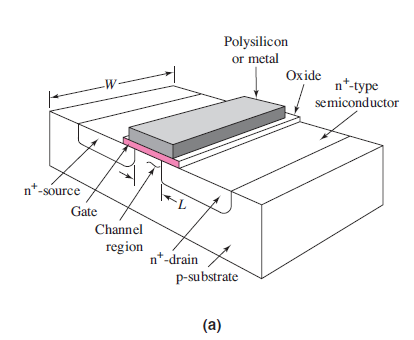 Polysilicon
or metal
Oxide
n⁺-type
semiconductor
W
n⁺-source
Gate
L
Channel
region
n⁺-drain
p-substrate
(a)